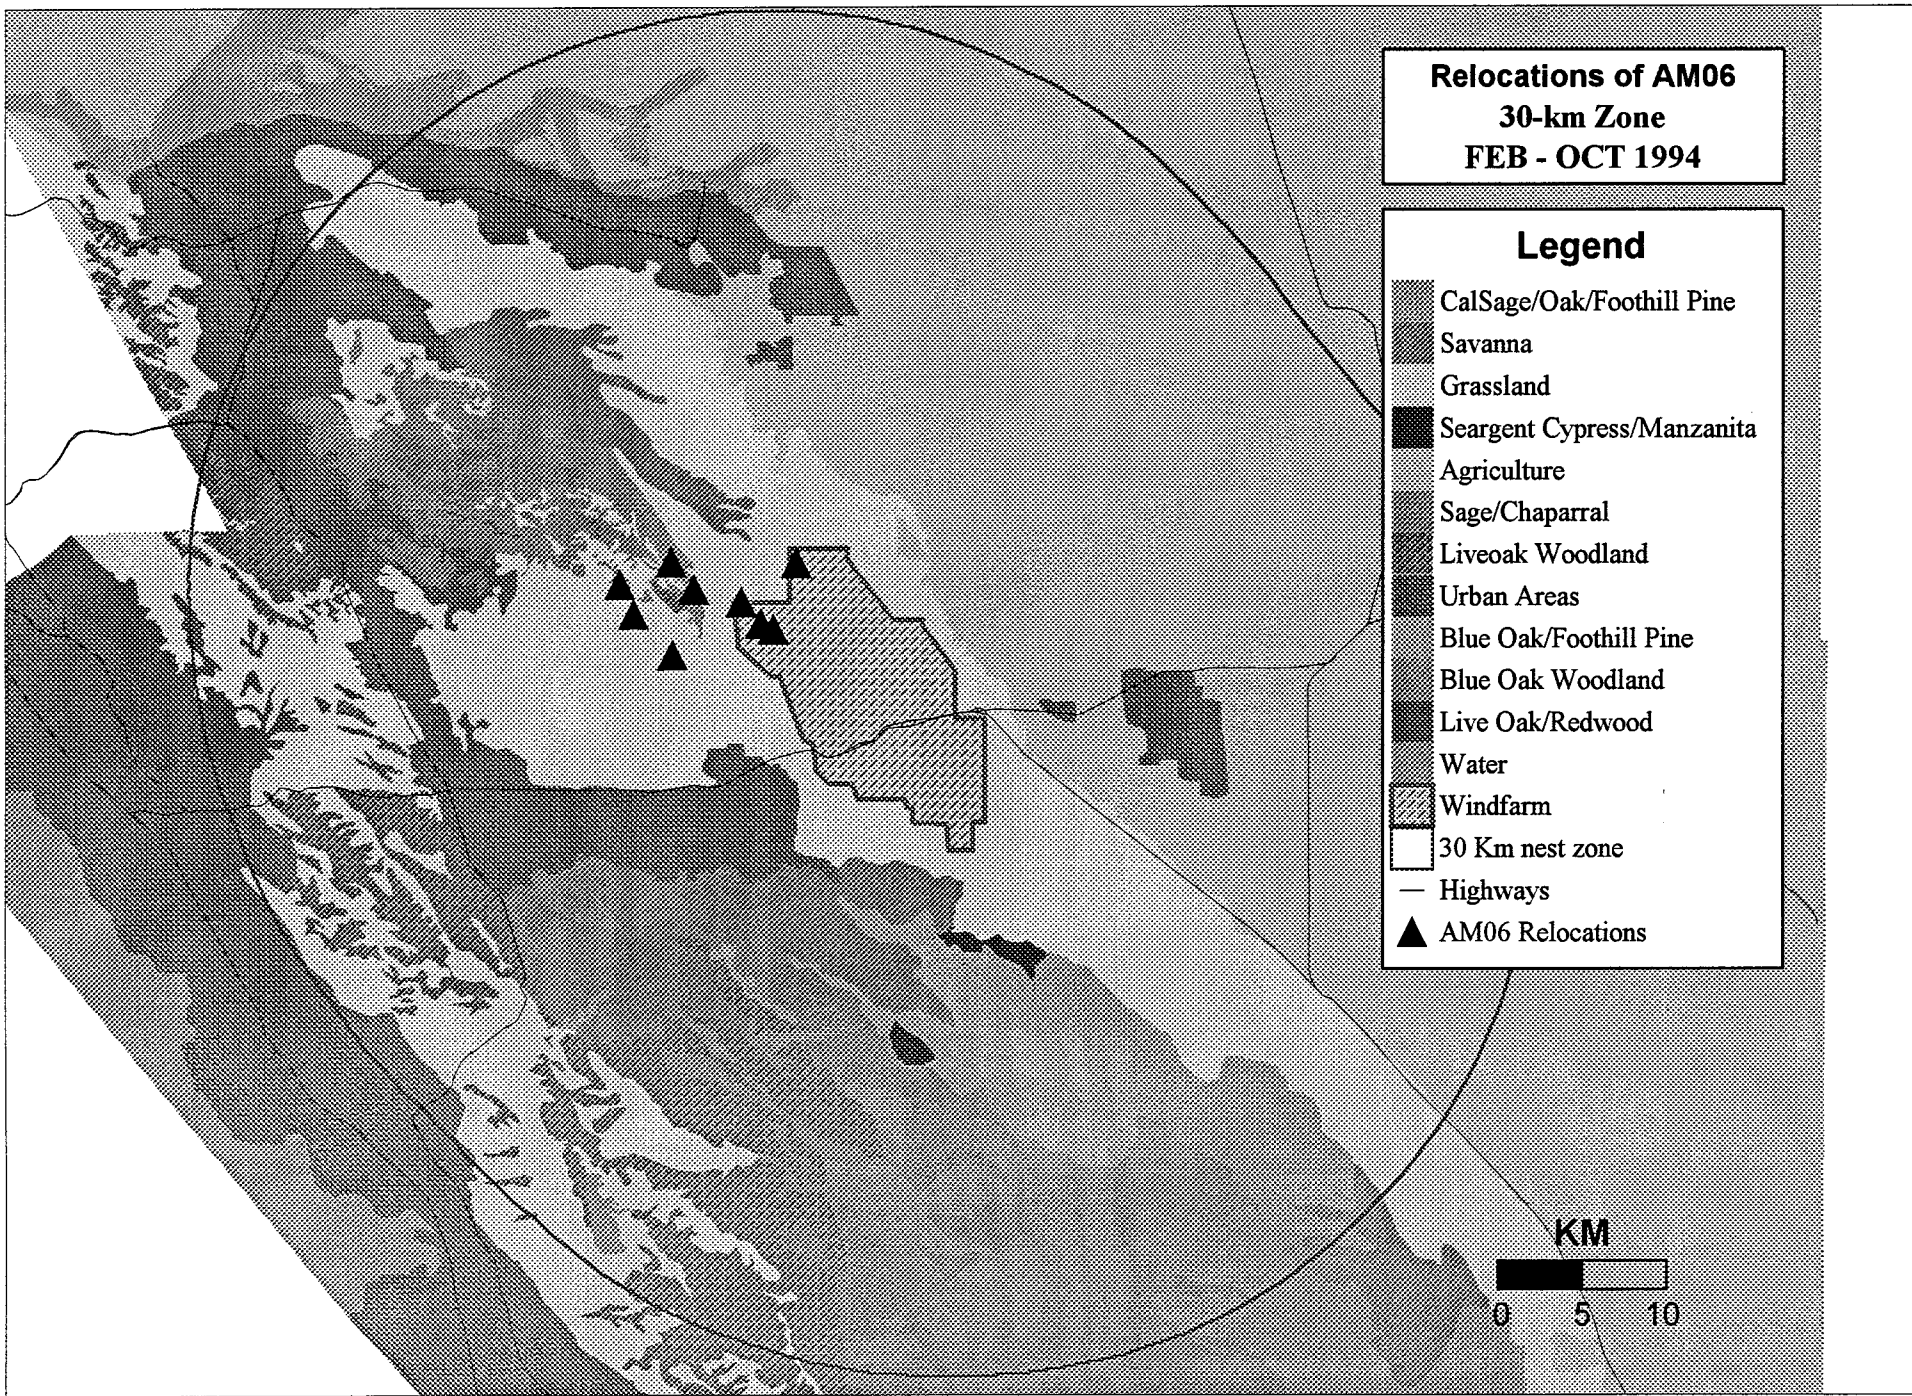 Relocations of AM06
30-km Zone
FEB - OCT 1994
Legend
CalSage/Oak/Foothill Pine
Savanna
Grassland
Seargent Cypress/Manzanita
Agriculture
Sage/Chaparral
Liveoak Woodland
Urban Areas
Blue Oak/Foothill Pine
Blue Oak Woodland
Live Oak/Redwood
Water
Windfarm
30 Km nest zone
Highways
AM06 Relocations
KM
0 5 10